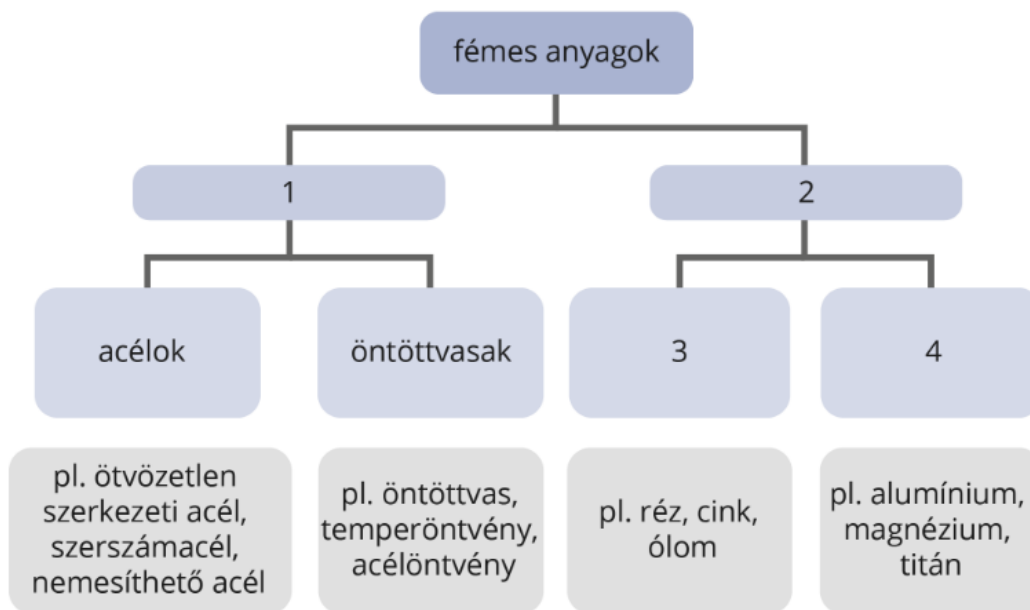 fémes anyagok
1
2
acélok
öntöttvasak
3
4
pl. ötvözetlen
szerkezeti acél,
szerszámacél,
nemesíthető acél
pl. öntöttvas,
temperöntvény,
acélöntvény
pl. réz, cink,
ólom
pl. alumínium,
magnézium,
titán